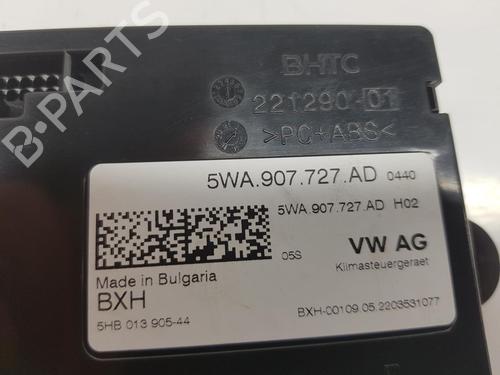 BHTC
221290-01
>PC+ABS<
5WA.907.727.AD 0440
5WA.907.727.AD H02
05S
VW AG
Klimasteuergeraet
Made in Bulgaria
BXH
5HB 013 905-44
BXH-00109.05.2203531077